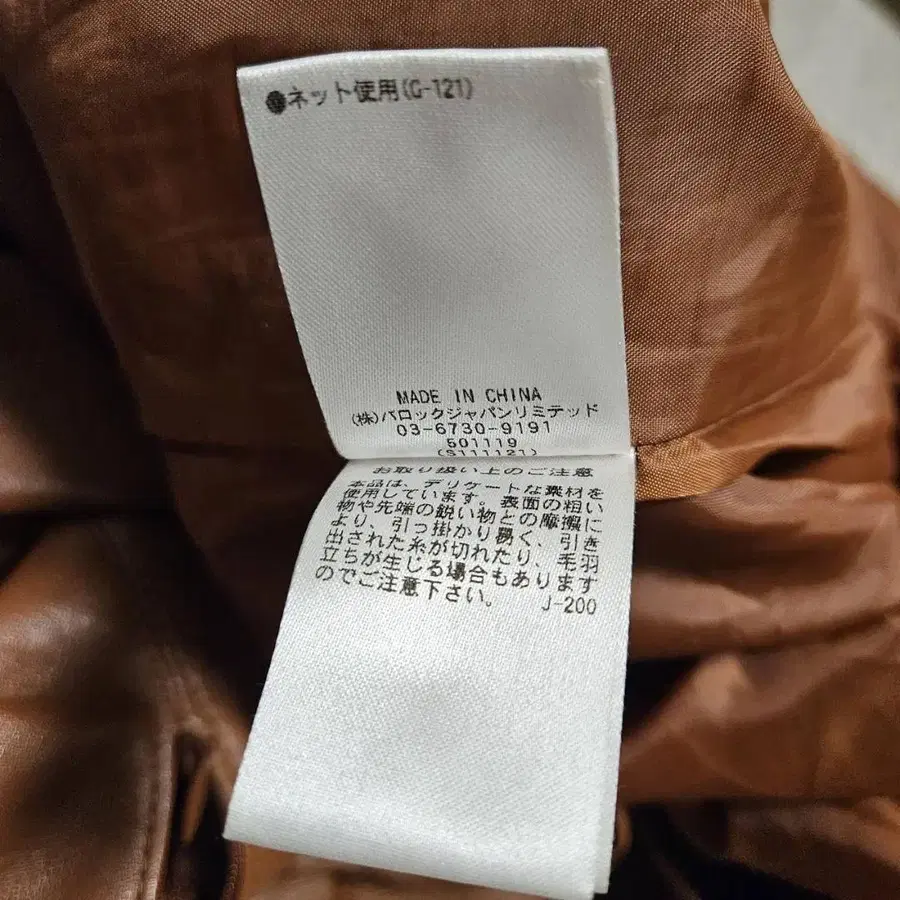 ●ネット使用(G-121)
MADE IN CHINA
(株)バロックジャパンリミテッド
03-6730-9191
501119
(S111121)
お取り扱い上のご注意
本品は、デリケートな素材を
使用しています。表面の粗い
物や先端の鋭い物との摩擦に
より、引っ掛かり易く、引き
出された糸が切れたり、毛羽
立ちが生じる場合もあります
のでご注意下さい。 J-200